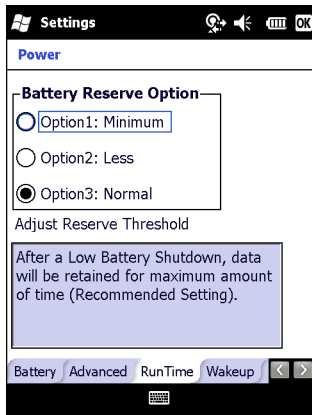 Settings
OK
Power
Battery Reserve Option
Option1: Minimum
Option2: Less
Option3: Normal
Adjust Reserve Threshold
After a Low Battery Shutdown, data
will be retained for maximum amount
of time (Recommended Setting).
Battery Advanced RunTime Wakeup